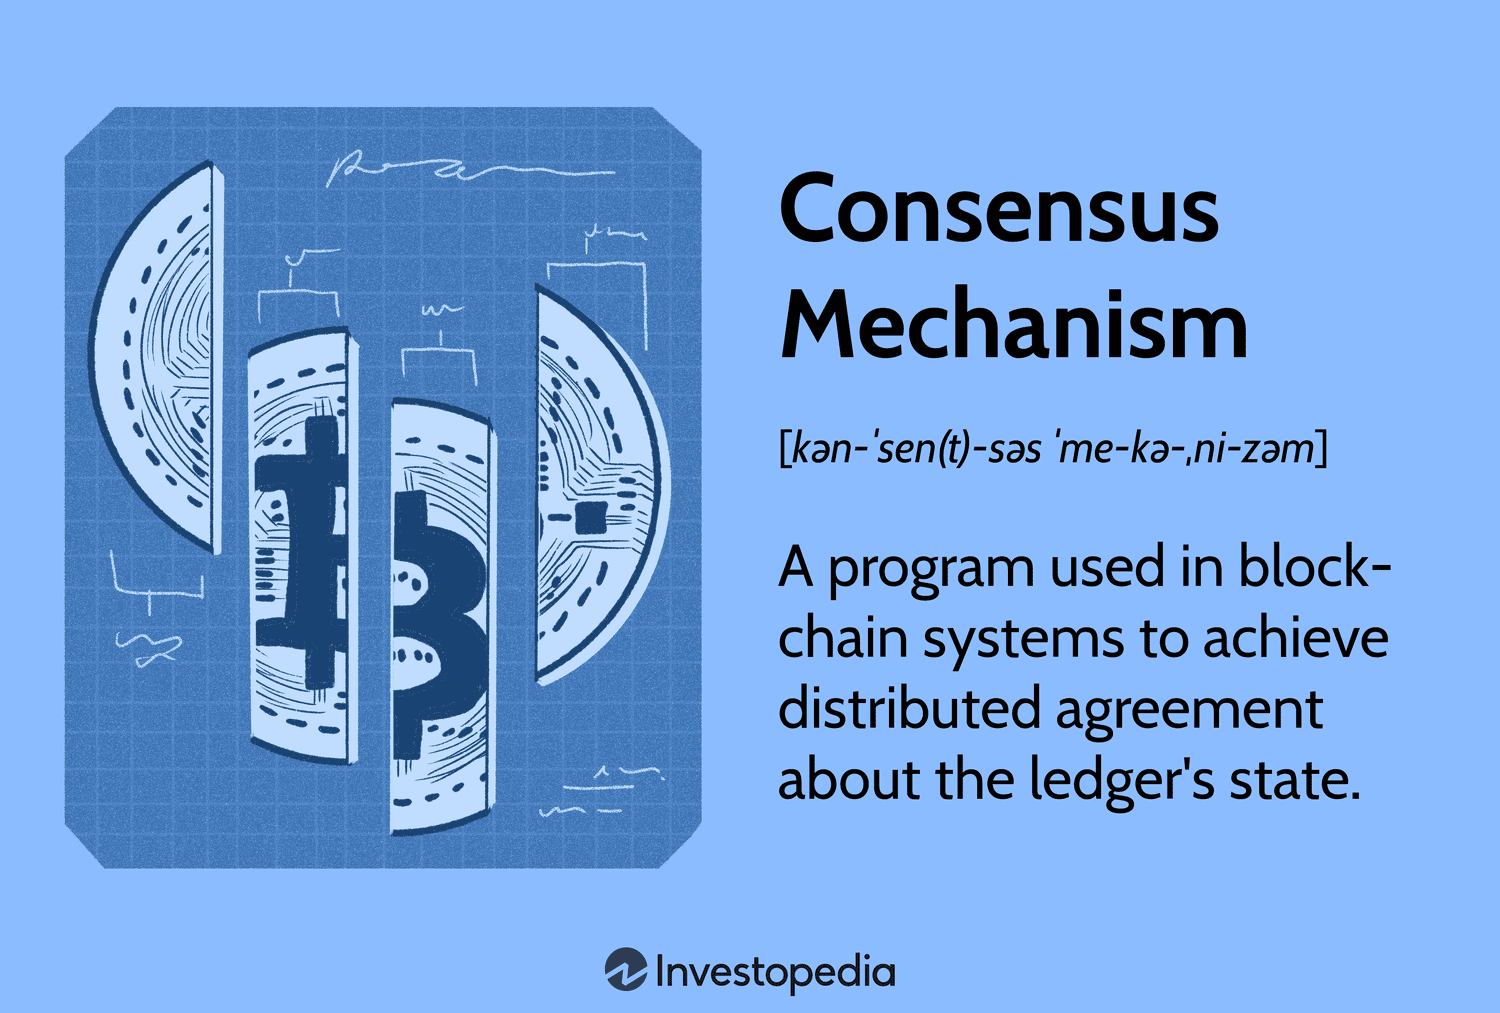 Consensus
Mechanism
[kən-ˈsen(t)-səs ˈme-kə-ˌni-zəm]
A program used in block-
chain systems to achieve
distributed agreement
about the ledger's state.
Investopedia